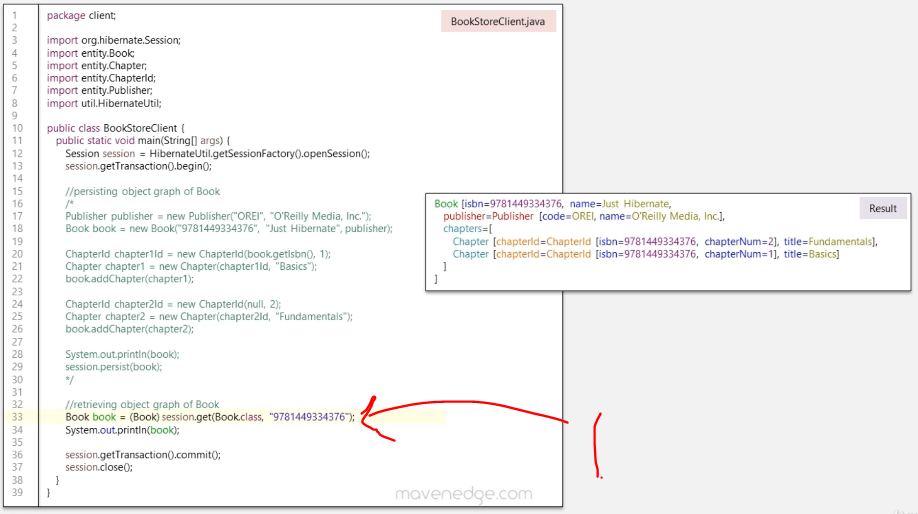 BookStoreClient.java
1 package client;
2
3 import org.hibernate.Session;
4 import entity.Book;
5 import entity.Chapter;
6 import entity.ChapterId;
7 import entity.Publisher;
8 import util.HibernateUtil;
9
10 public class BookStoreClient {
11 public static void main(String[] args) {
12 Session session = HibernateUtil.getSessionFactory().openSession();
13 session.getTransaction().begin();
14
15 //persisting object graph of Book
16 /*
17 Publisher publisher = new Publisher("OREI", "O'Reilly Media, Inc.");
18 Book book = new Book("9781449334376", "Just Hibernate", publisher);
19
20 ChapterId chapter1Id = new ChapterId(book.getIsbn(), 1);
21 Chapter chapter1 = new Chapter(chapter1Id, "Basics");
22 book.addChapter(chapter1);
23
24 ChapterId chapter2Id = new ChapterId(null, 2);
25 Chapter chapter2 = new Chapter(chapter2Id, "Fundamentals");
26 book.addChapter(chapter2);
27
28 System.out.println(book);
29 session.persist(book);
30 */
31
32 //retrieving object graph of Book
33 Book book = (Book) session.get(Book.class, "9781449334376");
34 System.out.println(book);
35
36 session.getTransaction().commit();
37 session.close();
38 }
39 }
mavenedge.com
Result
Book [isbn=9781449334376, name=Just Hibernate,
publisher=Publisher [code=OREI, name=O'Reilly Media, Inc.],
chapters=[
Chapter [chapterId=ChapterId [isbn=9781449334376, chapterNum=2], title=Fundamentals],
Chapter [chapterId=ChapterId [isbn=9781449334376, chapterNum=1], title=Basics]
]
]